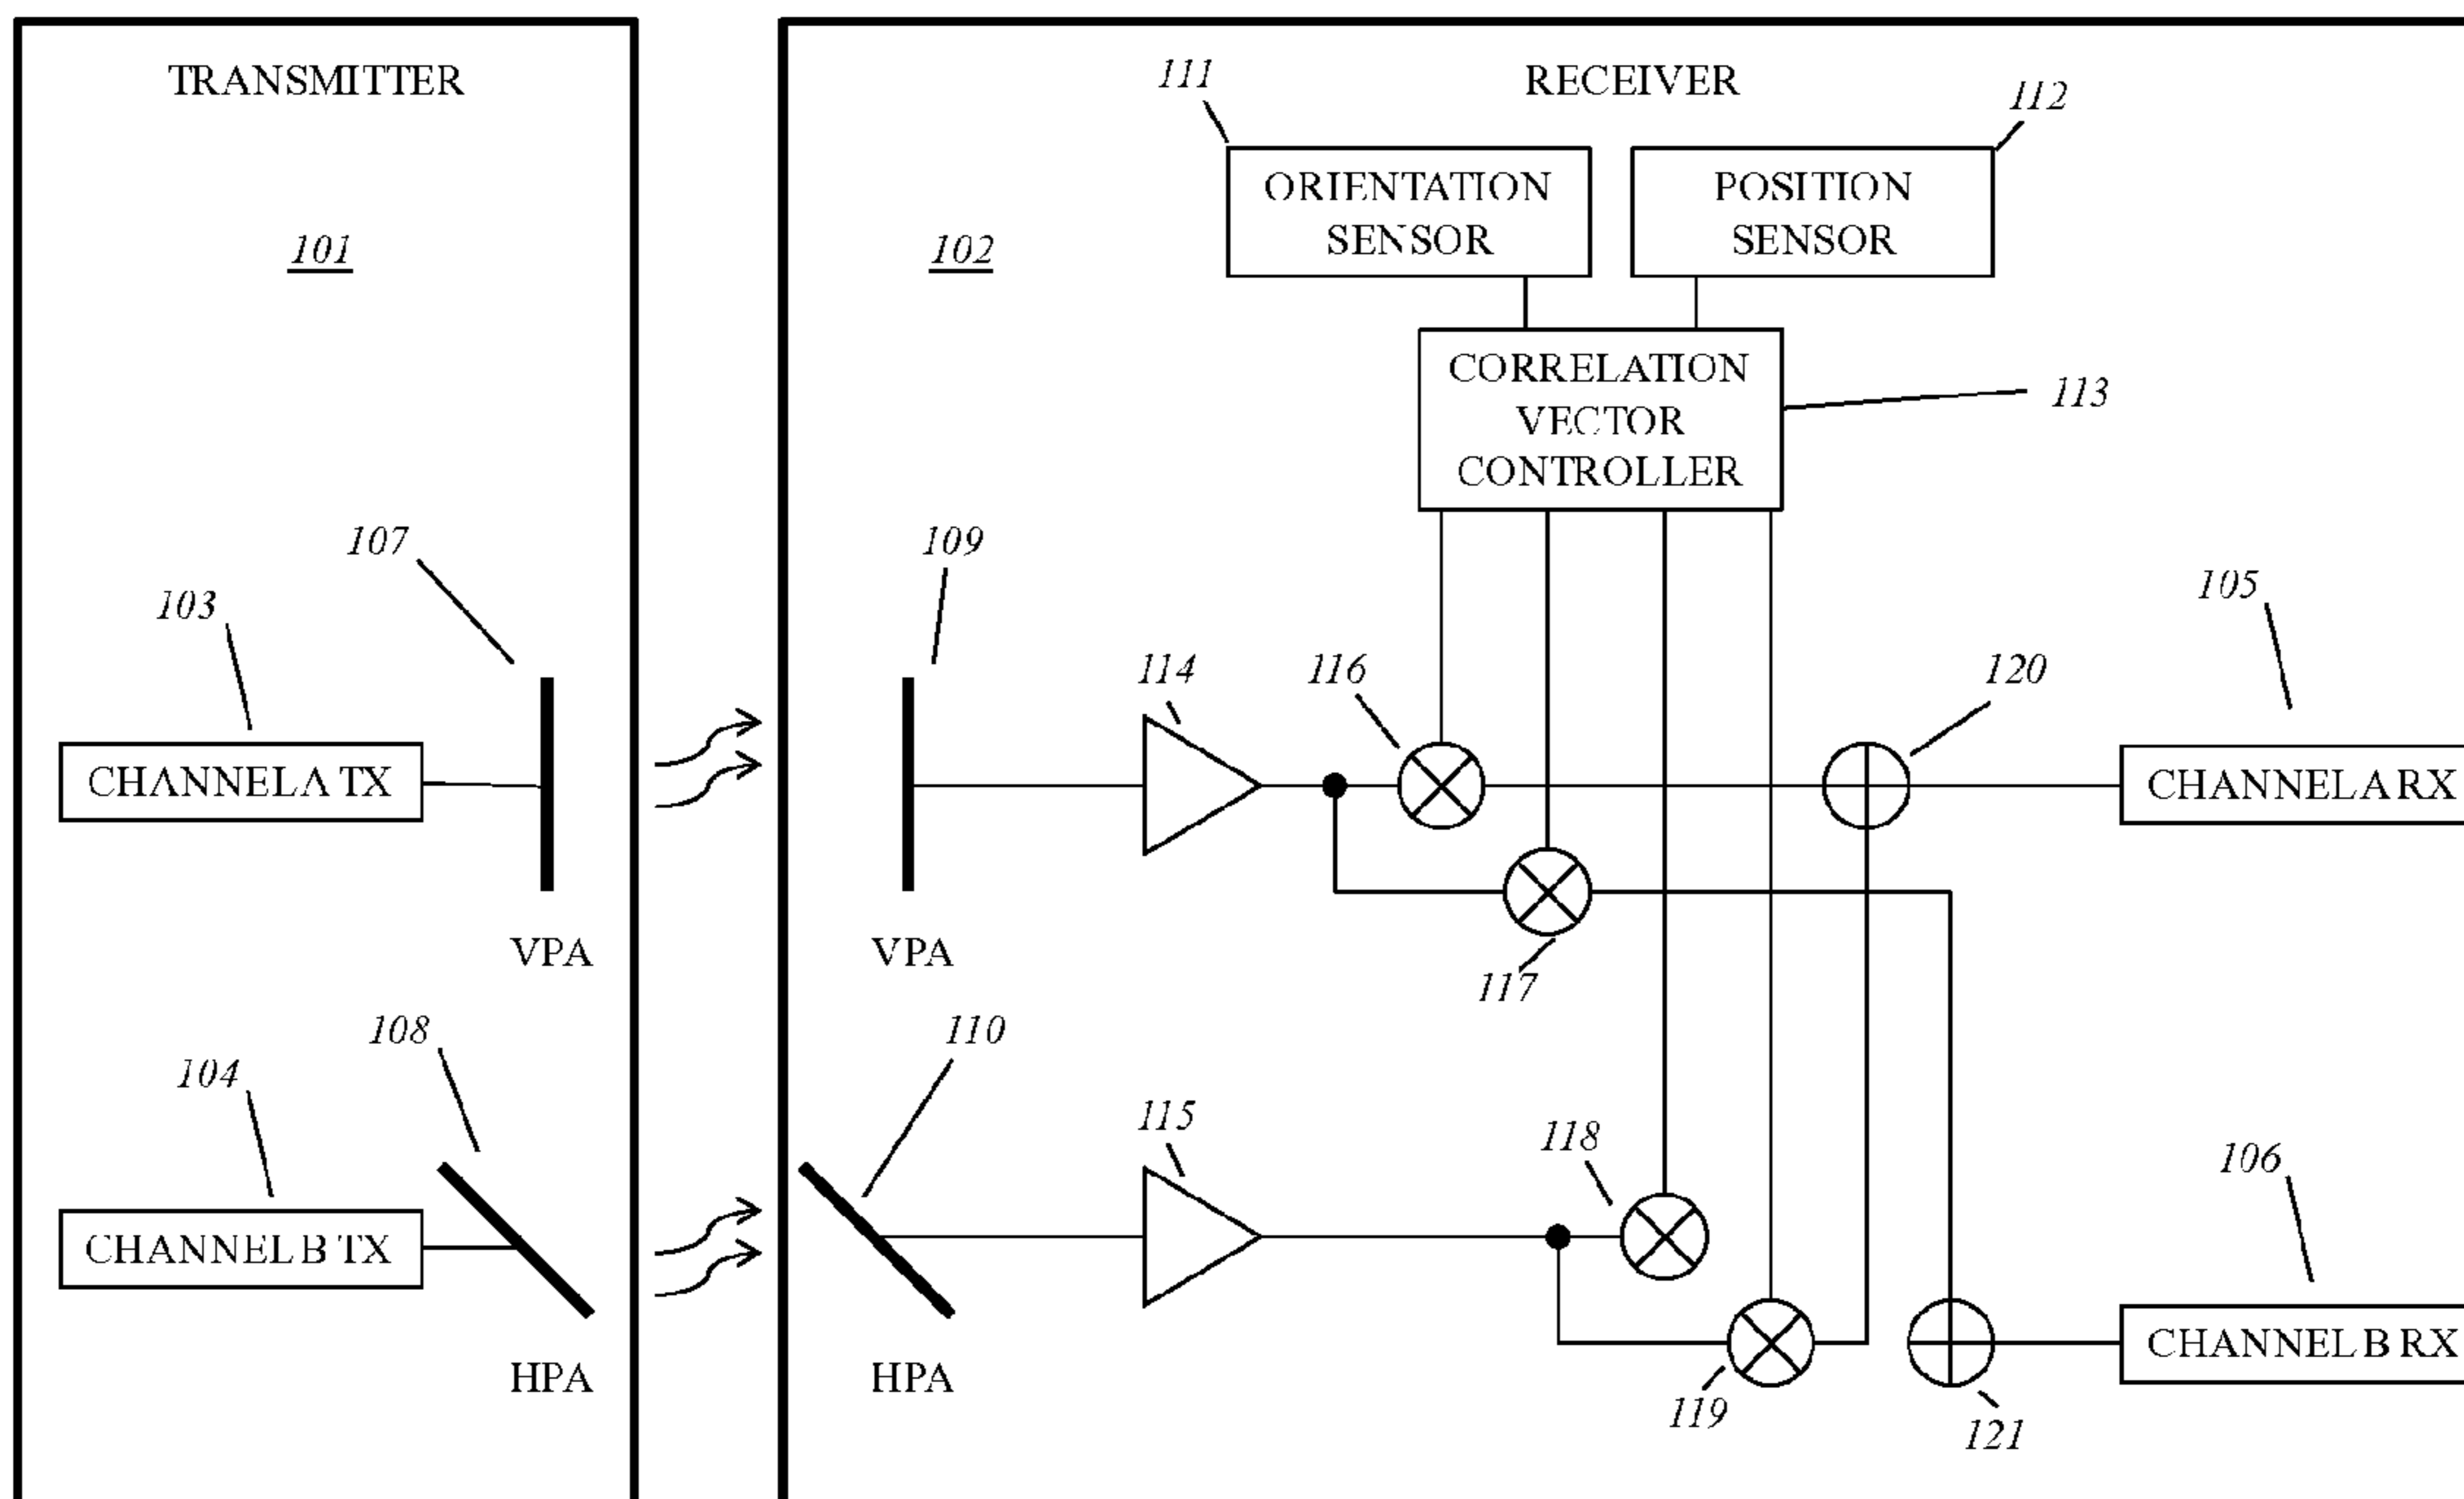 TRANSMITTER
RECEIVER
111
112
ORIENTATION
SENSOR
POSITION
SENSOR
101
102
CORRELATION
VECTOR
CONTROLLER
113
107
109
103
105
114
116
120
CHANNEL A TX
CHANNEL A RX
VPA
VPA
117
108
110
104
115
118
106
CHANNEL B TX
CHANNEL B RX
HPA
HPA
119
121